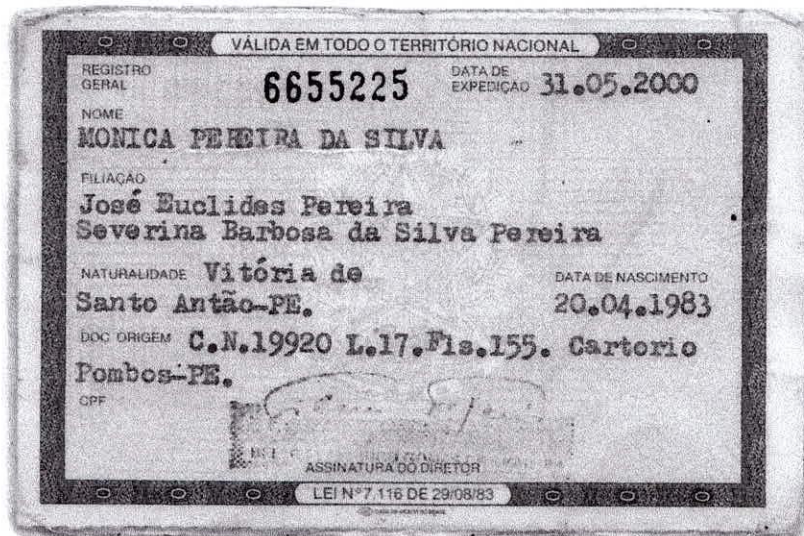 VÁLIDA EM TODO O TERRITÓRIO NACIONAL
REGISTRO GERAL 6655225 DATA DE EXPEDIÇÃO 31.05.2000
NOME
MONICA PEREIRA DA SILVA
FILIAÇÃO
José Euclides Pereira
Severina Barbosa da Silva Pereira
NATURALIDADE Vitória de DATA DE NASCIMENTO
Santo Antão-PE. 20.04.1983
DOC ORIGEM C.N.19920 L.17.Fls.155. Cartorio
Pombos-PE.
CPF
ASSINATURA DO DIRETOR
LEI Nº 7.116 DE 29/08/83